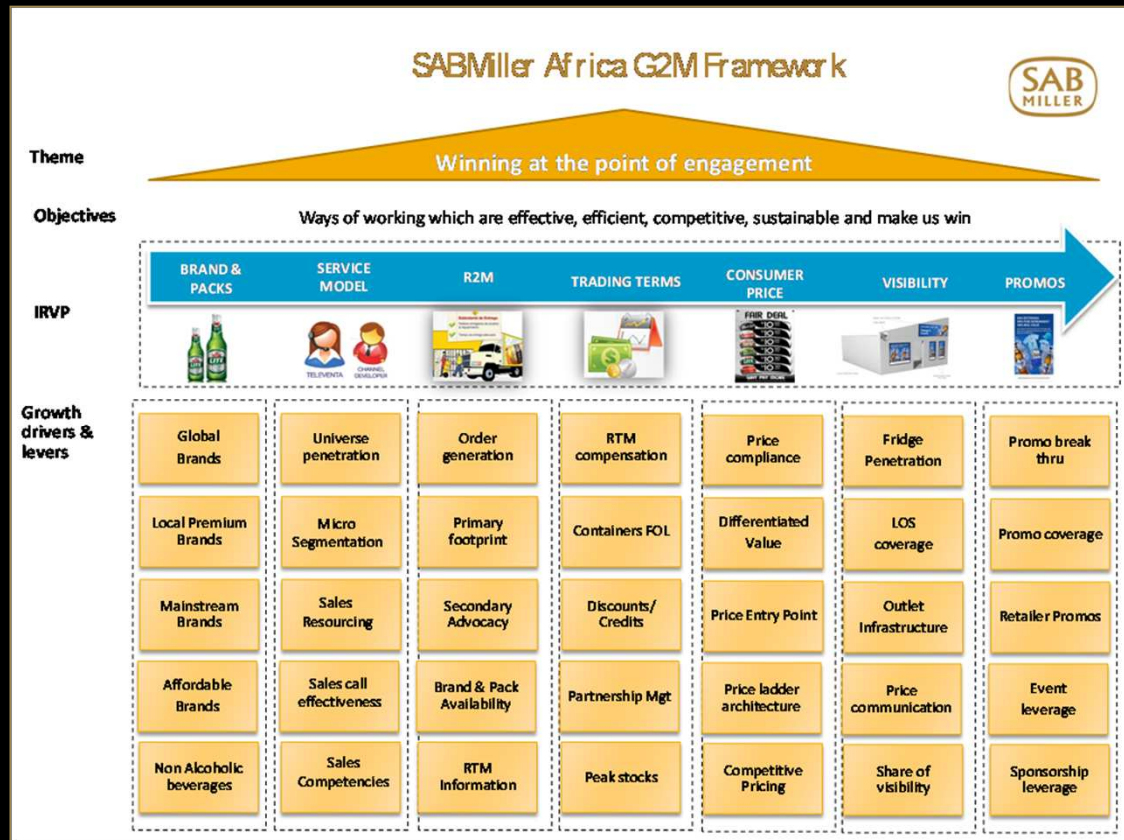 SABMiller Africa G2M Framework
SAB
MILLER
Theme
Winning at the point of engagement
Objectives
Ways of working which are effective, efficient, competitive, sustainable and make us win
IRVP
BRAND &
PACKS
SERVICE
MODEL
R2M
TRADING TERMS
CONSUMER
PRICE
VISIBILITY
PROMOS
TELEVENTA
CHANNEL
DEVELOPER
FAIR DEAL
Growth
drivers &
levers
Global
Brands
Universe
penetration
Order
generation
RTM
compensation
Price
compliance
Fridge
Penetration
Promo break
thru
Local Premium
Brands
Micro
Segmentation
Primary
footprint
Containers FOL
Differentiated
Value
LOS
coverage
Promo coverage
Mainstream
Brands
Sales
Resourcing
Secondary
Advocacy
Discounts/
Credits
Price Entry Point
Outlet
Infrastructure
Retailer Promos
Affordable
Brands
Sales call
effectiveness
Brand & Pack
Availability
Partnership Mgt
Price ladder
architecture
Price
communication
Event
leverage
Non Alcoholic
beverages
Sales
Competencies
RTM
Information
Peak stocks
Competitive
Pricing
Share of
visibility
Sponsorship
leverage